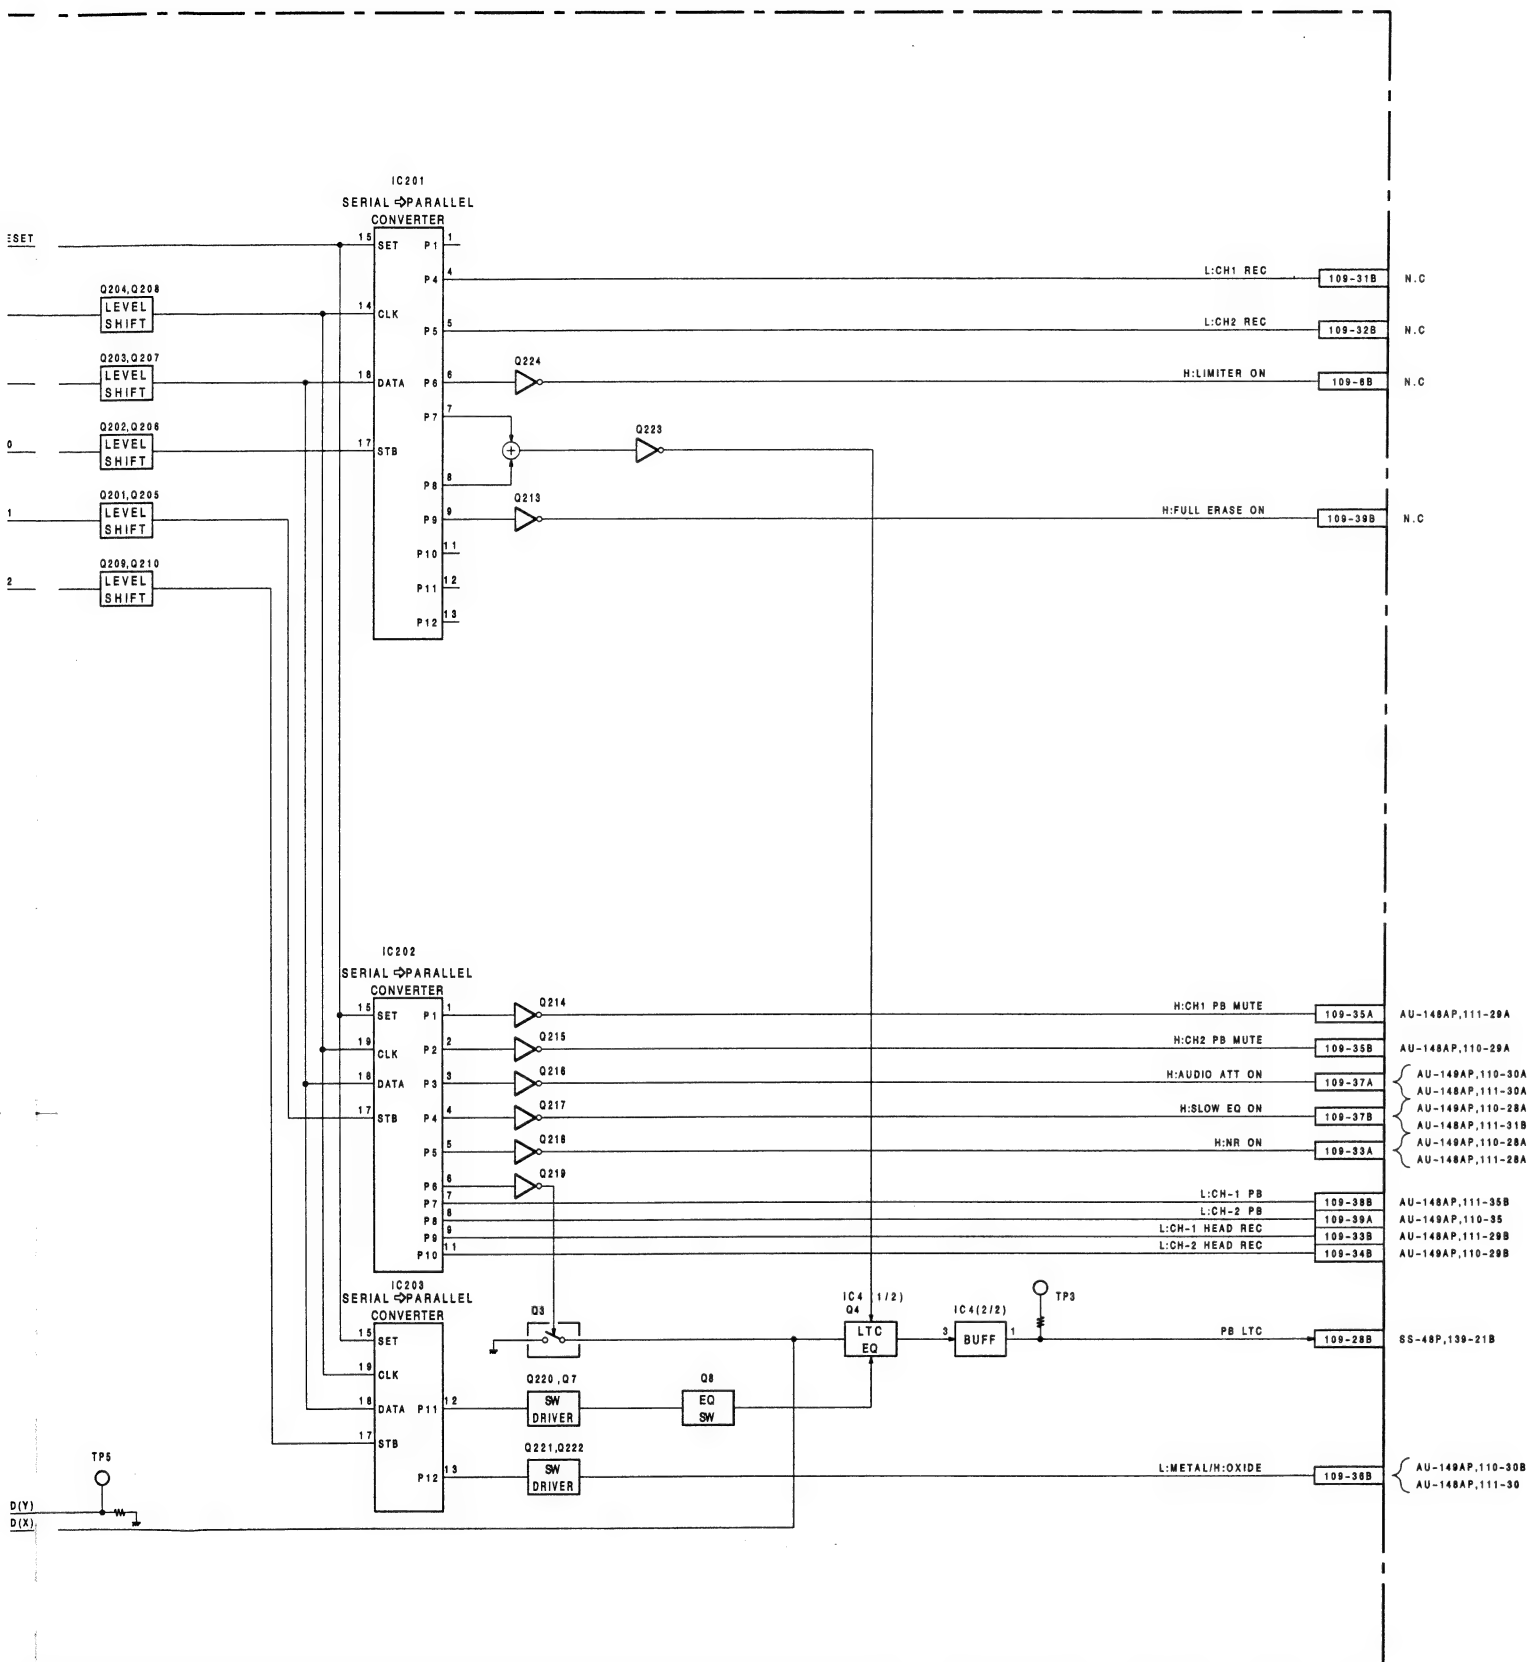 IC201
SERIAL ⇨PARALLEL
CONVERTER
ESET
15 SET P1 1
P4 4 L:CH1 REC 109-31B N.C
Q204,Q208
LEVEL
SHIFT
14 CLK
P5 5 L:CH2 REC 109-32B N.C
Q203,Q207
LEVEL
SHIFT
18 DATA P6 6 Q224 H:LIMITER ON 109-6B N.C
P7 7
Q202,Q206
0 LEVEL
SHIFT
17 STB + Q223
P8 8
Q201,Q205
1 LEVEL
SHIFT
P9 9 Q213 H:FULL ERASE ON 109-39B N.C
P10 11
Q209,Q210
2 LEVEL
SHIFT
P11 12
P12 13
IC202
SERIAL ⇨PARALLEL
CONVERTER
15 SET P1 1 Q214 H:CH1 PB MUTE 109-35A AU-148AP,111-29A
19 CLK P2 2 Q215 H:CH2 PB MUTE 109-35B AU-148AP,110-29A
18 DATA P3 3 Q216 H:AUDIO ATT ON 109-37A AU-149AP,110-30A
AU-148AP,111-30A
17 STB P4 4 Q217 H:SLOW EQ ON 109-37B AU-149AP,110-28A
AU-148AP,111-31B
P5 5 Q218 H:NR ON 109-33A AU-149AP,110-28A
AU-148AP,111-28A
P6 6 Q219
P7 7 L:CH-1 PB 109-38B AU-148AP,111-35B
P8 8 L:CH-2 PB 109-39A AU-149AP,110-35
P9 9 L:CH-1 HEAD REC 109-33B AU-148AP,111-29B
P10 11 L:CH-2 HEAD REC 109-34B AU-149AP,110-29B
IC203
SERIAL ⇨PARALLEL
CONVERTER
15 SET Q3
IC4 (1/2)
Q4
LTC
EQ
IC4(2/2)
3 BUFF 1
TP3
PB LTC 109-28B SS-48P,139-21B
19 CLK
18 DATA P11 12
Q220,Q7
SW
DRIVER
Q8
EQ
SW
17 STB
P12 13
Q221,Q222
SW
DRIVER
L:METAL/H:OXIDE 109-36B AU-149AP,110-30B
AU-148AP,111-30
TP5
D(Y)
D(X)